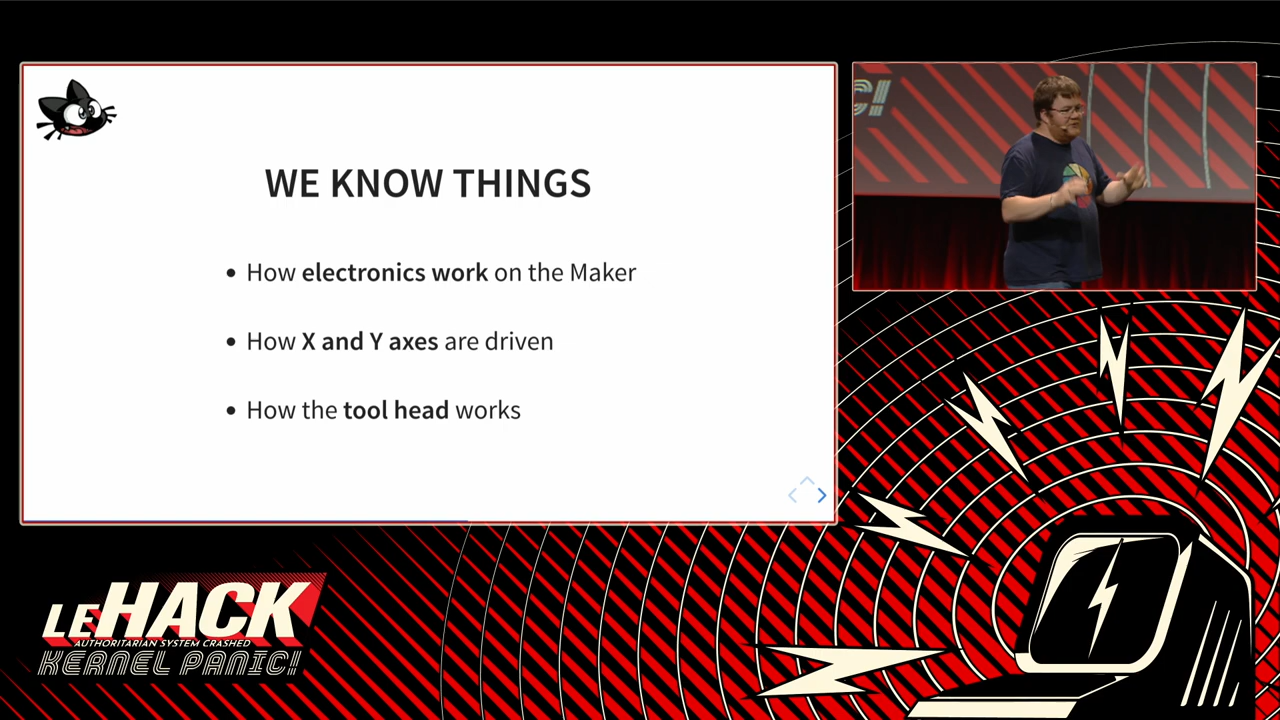 WE KNOW THINGS
How electronics work on the Maker
How X and Y axes are driven
How the tool head works
C!
LEHACK
AUTHORITARIAN SYSTEM CRASHED
KERNEL PANIC!